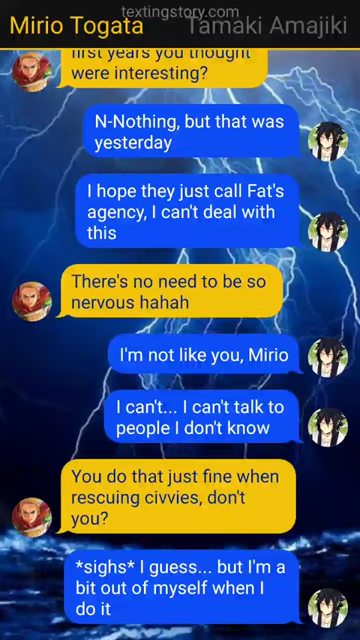 textingstory.com
Mirio Togata
Tamaki Amajiki
first years you thought
were interesting?
N-Nothing, but that was
yesterday
I hope they just call Fat's
agency, I can't deal with
this
There's no need to be so
nervous hahah
I'm not like you, Mirio
I can't... I can't talk to
people I don't know
You do that just fine when
rescuing civvies, don't
you?
*sighs* I guess... but I'm a
bit out of myself when I
do it